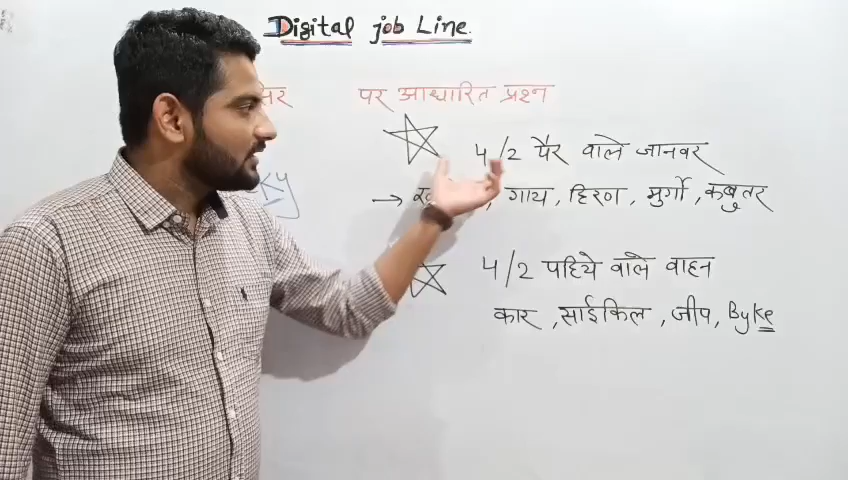 Digital job Line.
पर आधारित प्रश्न
4/2 पैर वाले जानवर
→ गाय, हिरण, मुर्गी, कबुतर
4/2 पहिये वाले वाहन
कार, साईकिल, जीप, Byke